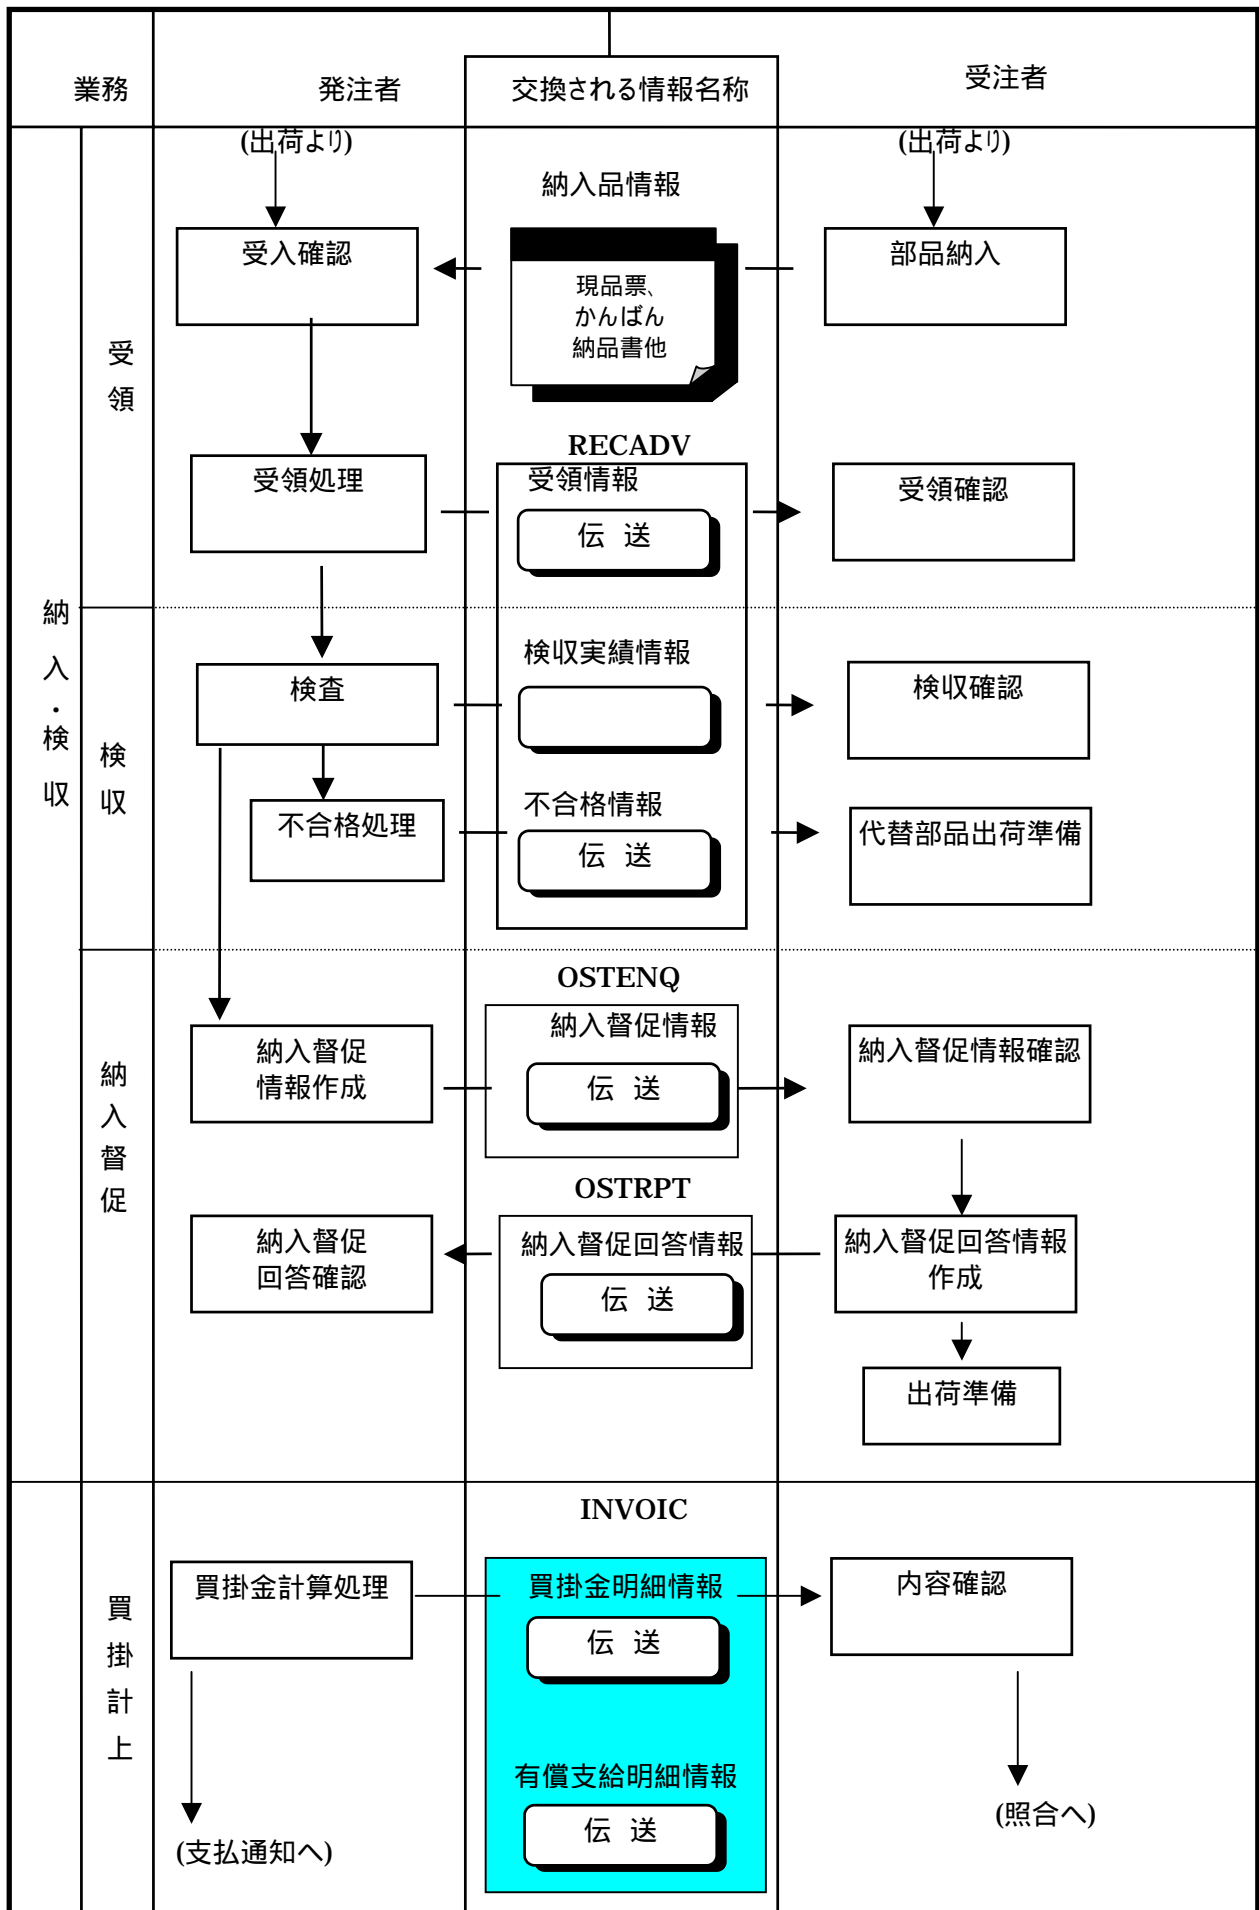 業務
発注者
交換される情報名称
受注者
(出荷より)
(出荷より)
納入品情報
受入確認
部品納入
現品票、
かんばん
納品書他
受領
RECADV
受領処理
受領情報
伝 送
受領確認
納入・検収
検収
検査
検収実績情報
検収確認
不合格処理
不合格情報
伝 送
代替部品出荷準備
納入督促
OSTENQ
納入督促
情報作成
納入督促情報
伝 送
納入督促情報確認
OSTRPT
納入督促
回答確認
納入督促回答情報
伝 送
納入督促回答情報
作成
出荷準備
買掛計上
INVOIC
買掛金計算処理
買掛金明細情報
伝 送
内容確認
有償支給明細情報
伝 送
(支払通知へ)
(照合へ)